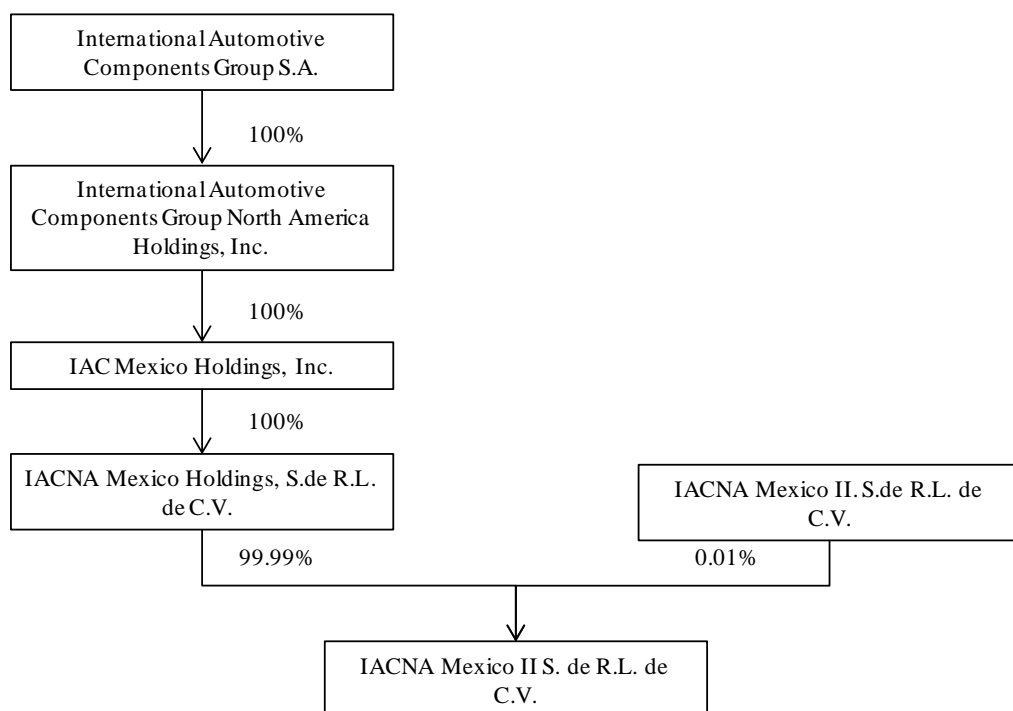 International Automotive
Components Group S.A.
100%
International Automotive
Components Group North America
Holdings, Inc.
100%
IAC Mexico Holdings, Inc.
100%
IACNA Mexico Holdings, S.de R.L.
de C.V.
IACNA Mexico II. S.de R.L. de
C.V.
99.99%
0.01%
IACNA Mexico II S. de R.L. de
C.V.